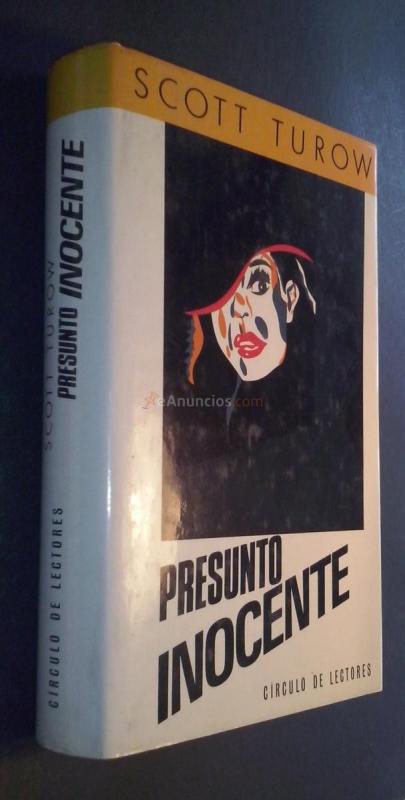 SCOTT TUROW
PRESUNTO
INOCENTE
CÍRCULO DE LECTORES
SCOTT TUROW
PRESUNTO INOCENTE
CÍRCULO DE LECTORES
eAnuncios.com